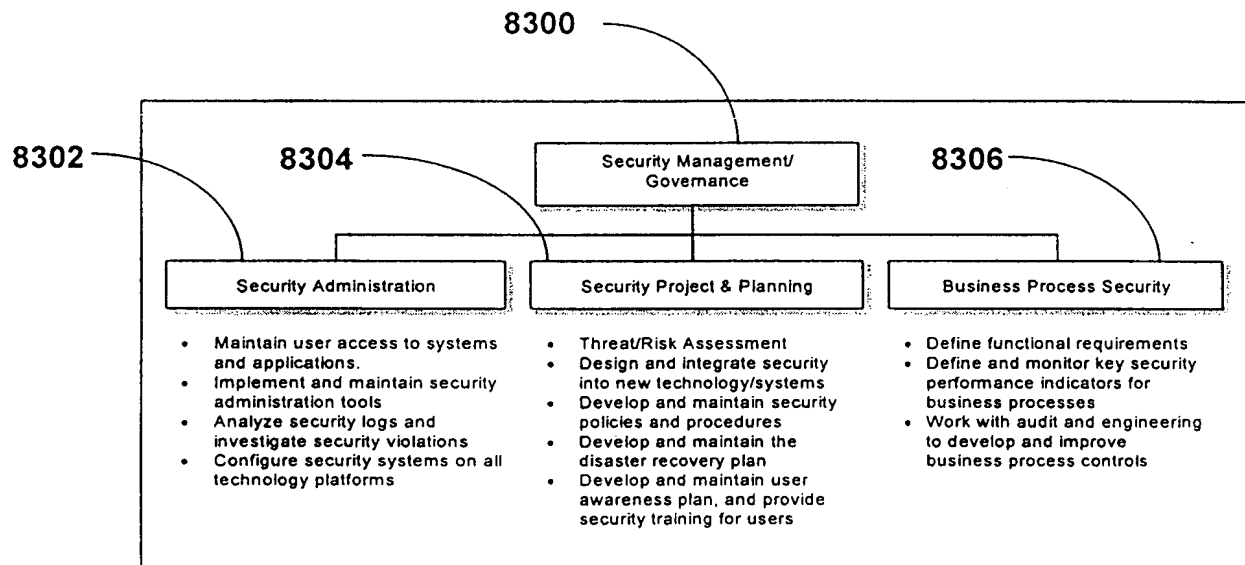 8300
8302
8304
8306
Security Management/
Governance
Security Administration
Security Project & Planning
Business Process Security
• Maintain user access to systems
and applications.
• Implement and maintain security
administration tools
• Analyze security logs and
investigate security violations
• Configure security systems on all
technology platforms
• Threat/Risk Assessment
• Design and integrate security
into new technology/systems
• Develop and maintain security
policies and procedures
• Develop and maintain the
disaster recovery plan
• Develop and maintain user
awareness plan, and provide
security training for users
• Define functional requirements
• Define and monitor key security
performance indicators for
business processes
• Work with audit and engineering
to develop and improve
business process controls